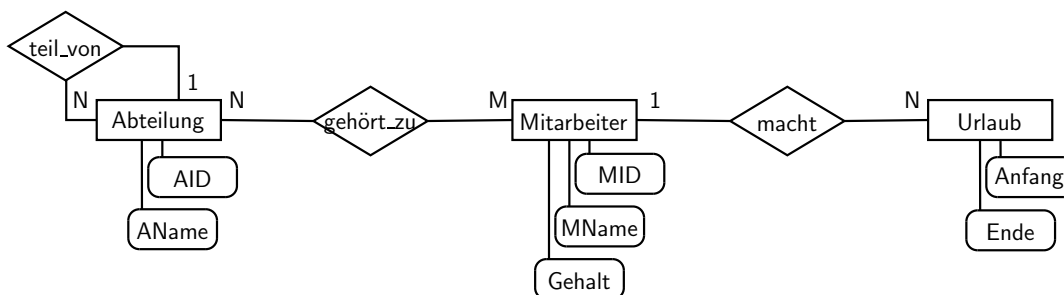 teil_von
1
N
Abteilung
N
gehört_zu
M
Mitarbeiter
1
macht
N
Urlaub
AID
MID
Anfang
AName
MName
Ende
Gehalt